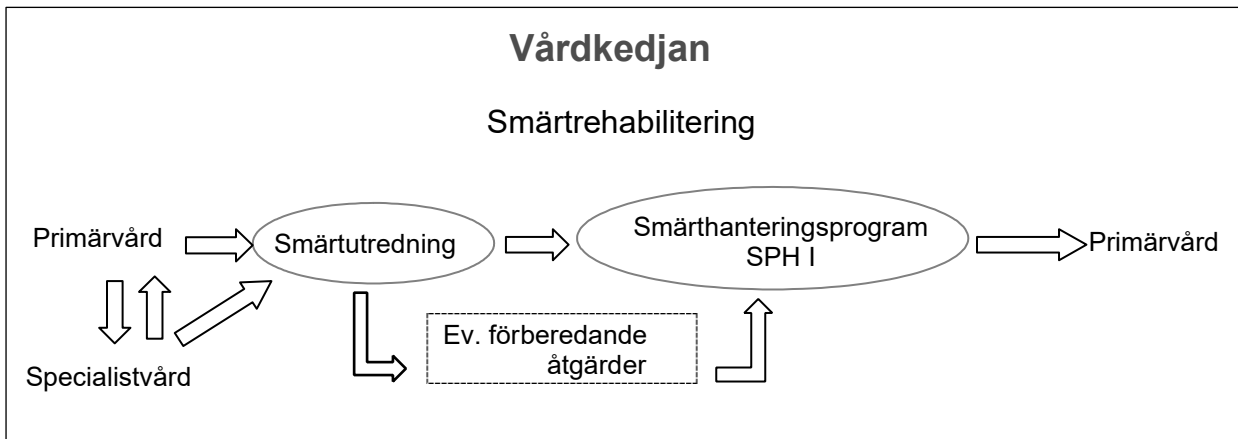 Vårdkedjan
Smärtrehabilitering
Primärvård
Smärtutredning
Smärthanteringsprogram
SPH I
Primärvård
Ev. förberedande
åtgärder
Specialistvård